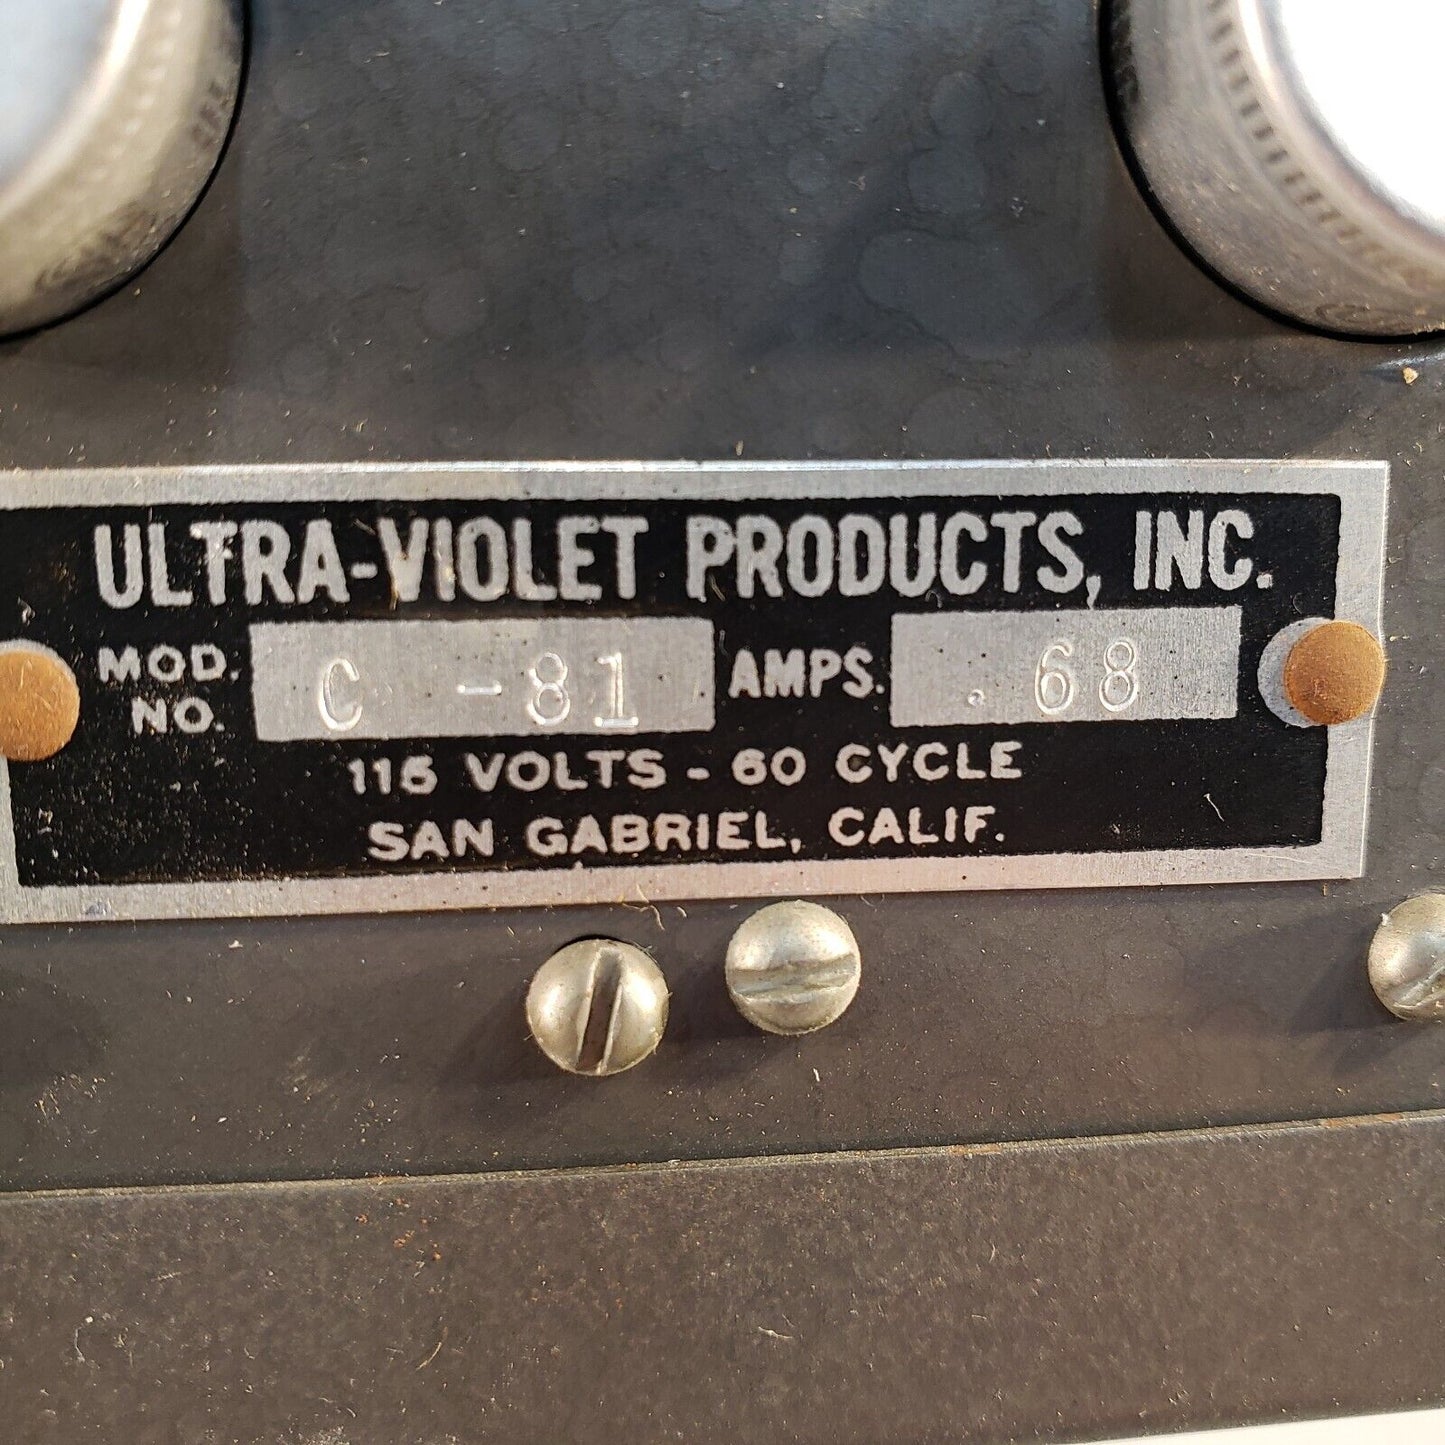 ULTRA-VIOLET PRODUCTS, INC.
MOD. NO. C -81 AMPS. .68
115 VOLTS - 60 CYCLE
SAN GABRIEL, CALIF.